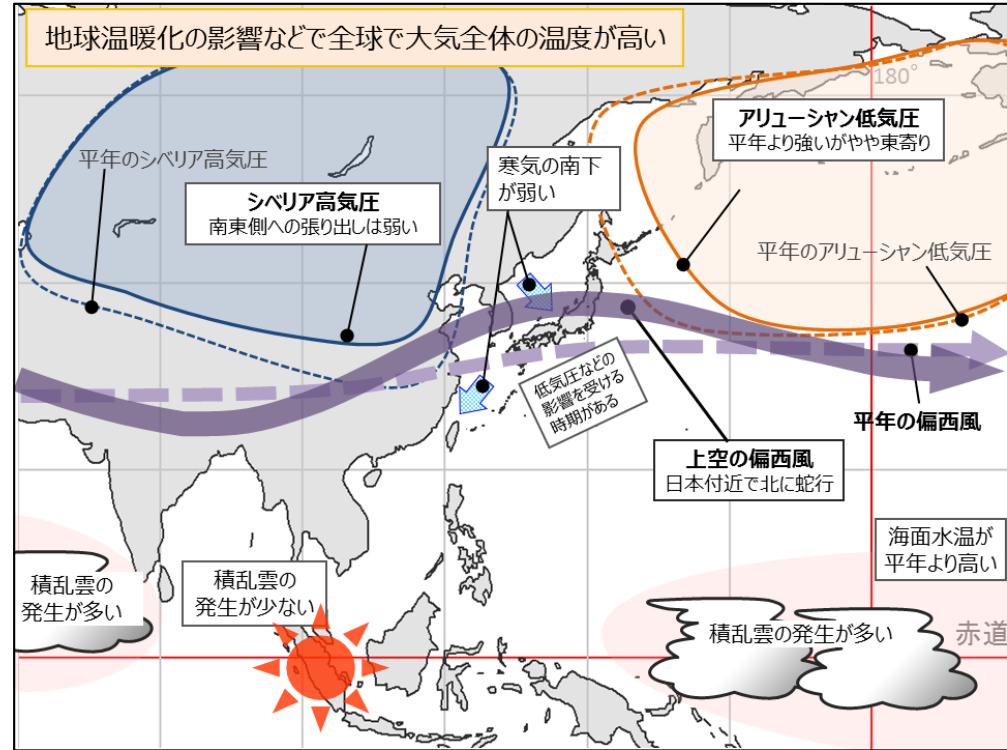 地球温暖化の影響などで全球で大気全体の温度が高い
180°
アリューシャン低気圧
平年より強いがやや東寄り
平年のシベリア高気圧
寒気の南下
が弱い
シベリア高気圧
南東側への張り出しは弱い
平年のアリューシャン低気圧
低気圧などの
影響を受ける
時期がある
平年の偏西風
上空の偏西風
日本付近で北に蛇行
海面水温が
平年より高い
積乱雲の
発生が多い
積乱雲の
発生が少ない
積乱雲の発生が多い
赤道